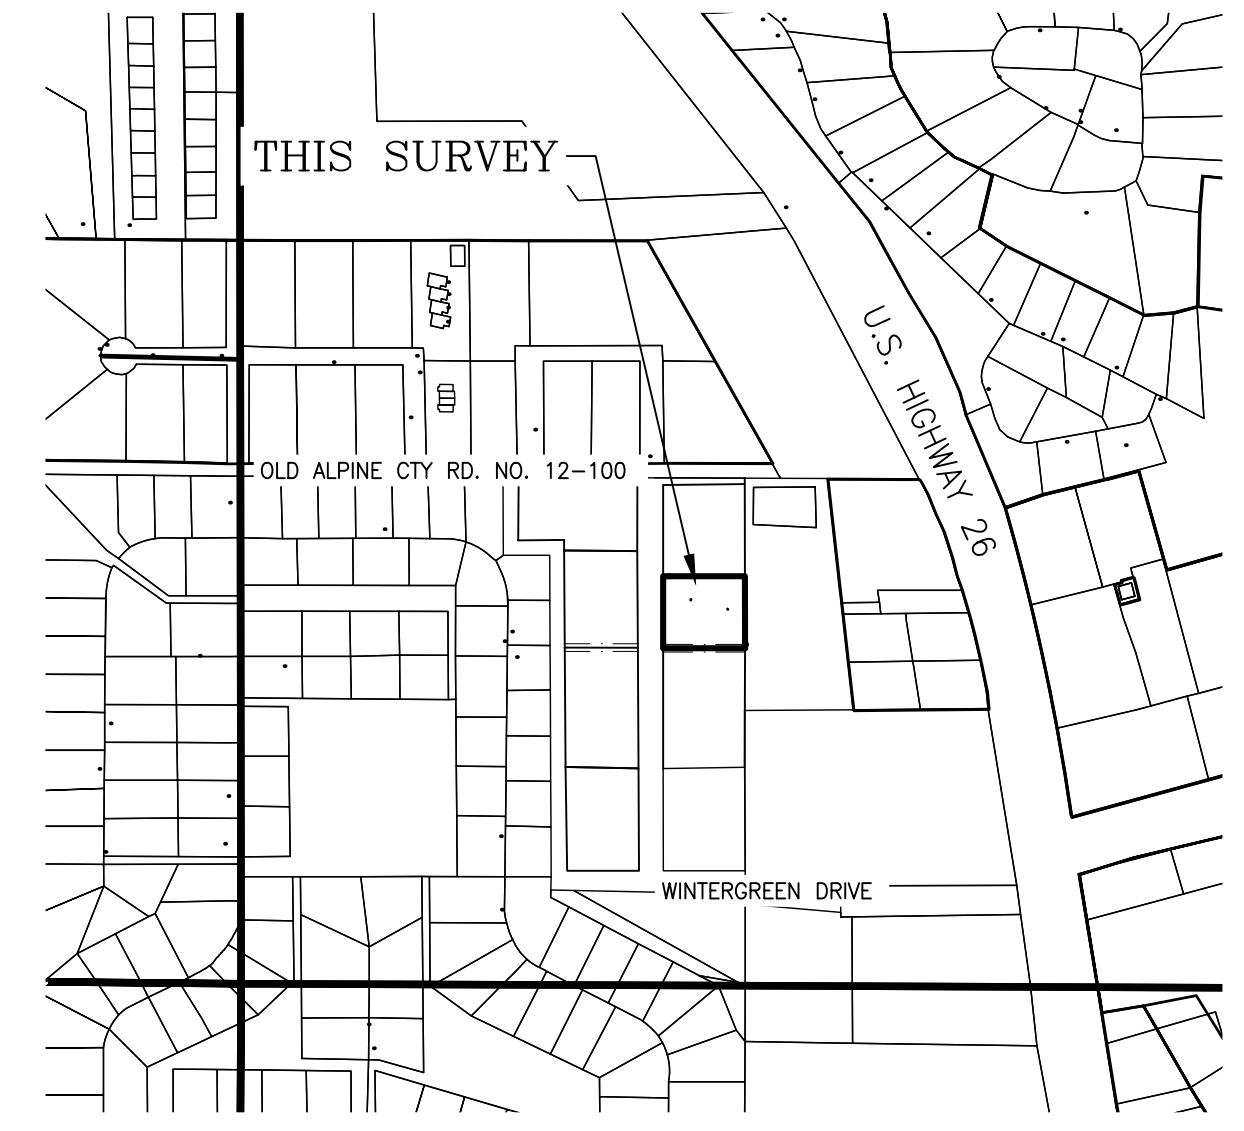 THIS SURVEY
U.S. HIGHWAY 26
OLD ALPINE CTY RD. NO. 12-100
WINTERGREEN DRIVE